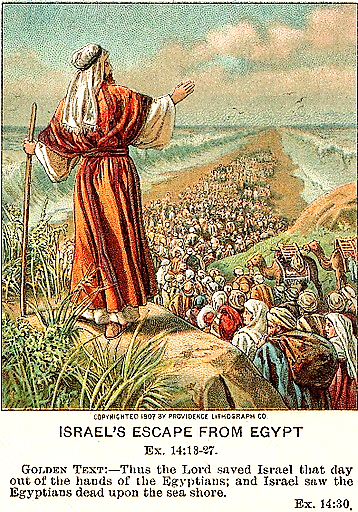 COPYRIGHTED 1907 BY PROVIDENCE LITHOGRAPH CO.
ISRAEL'S ESCAPE FROM EGYPT
Ex. 14:13-27.
GOLDEN TEXT:—Thus the Lord saved Israel that day
out of the hands of the Egyptians; and Israel saw the
Egyptians dead upon the sea shore.
Ex. 14:30.